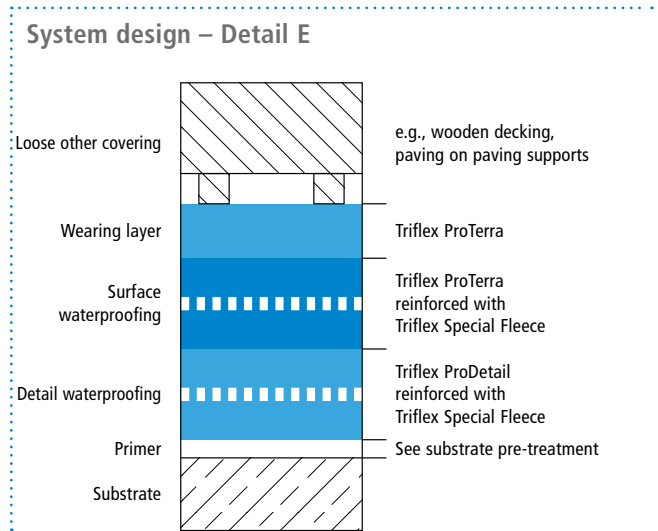 System design – Detail E
Loose other covering
e.g., wooden decking,
paving on paving supports
Wearing layer
Triflex ProTerra
Surface
waterproofing
Triflex ProTerra
reinforced with
Triflex Special Fleece
Detail waterproofing
Triflex ProDetail
reinforced with
Triflex Special Fleece
Primer
See substrate pre-treatment
Substrate